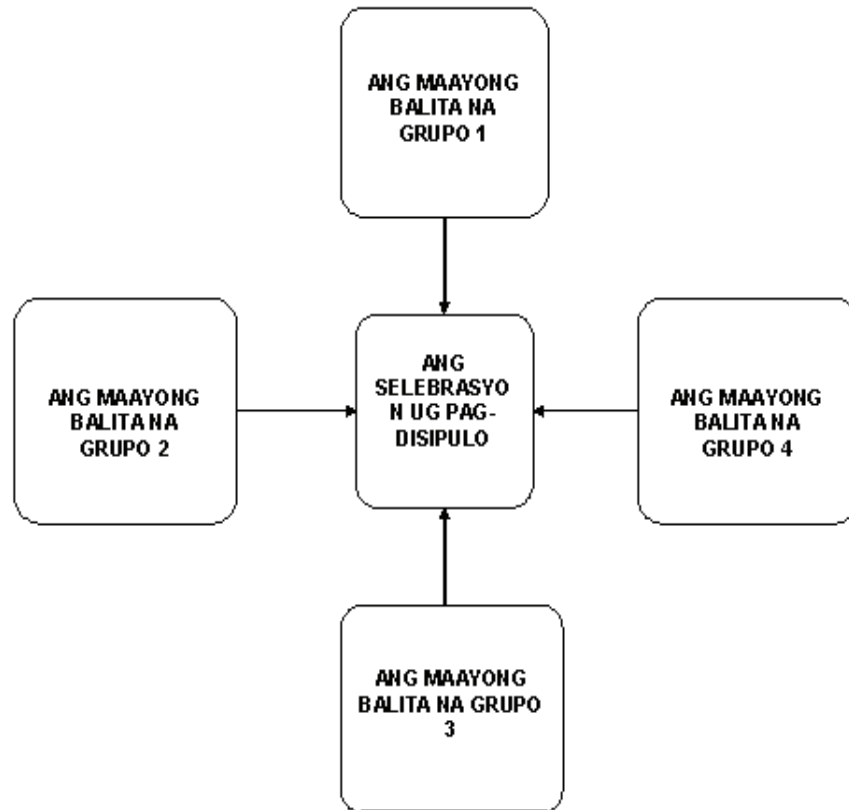 ANG MAAYONG
BALITA NA
GRUPO 1
ANG MAAYONG
BALITA NA
GRUPO 2
ANG
SELEBRASYO
N UG PAG-
DISIPULO
ANG MAAYONG
BALITA NA
GRUPO 4
ANG MAAYONG
BALITA NA GRUPO
3